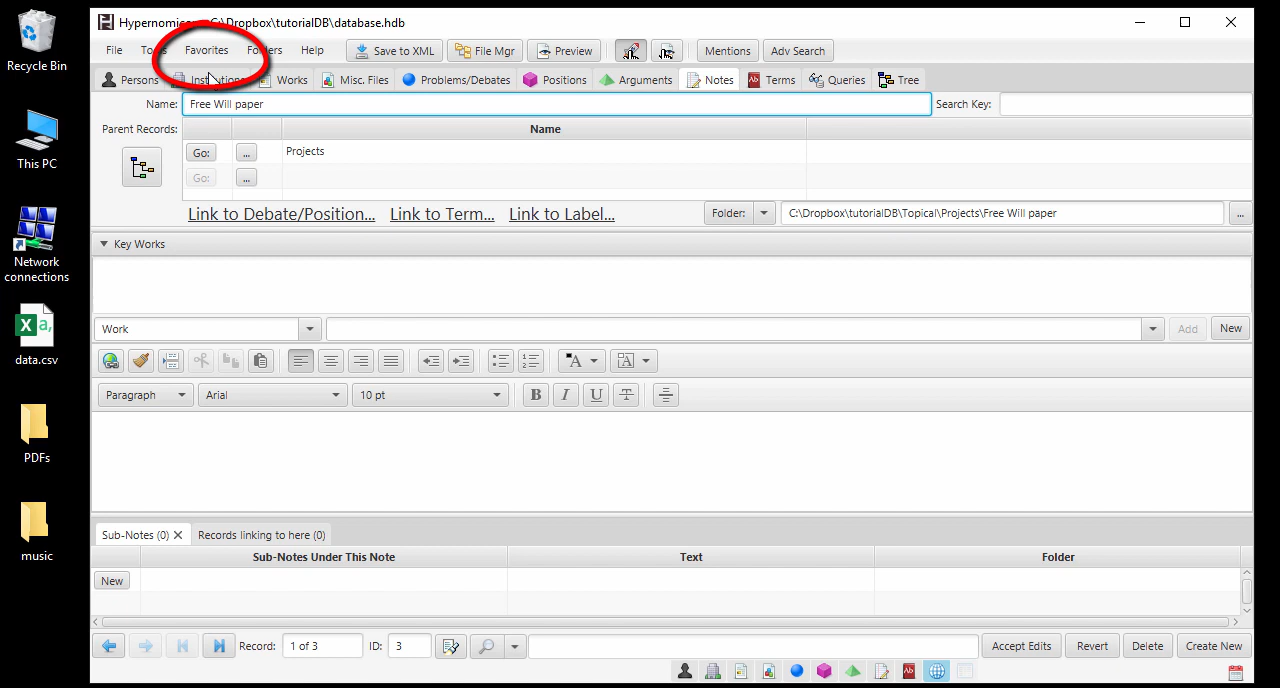 Hypernomicon - C:\Dropbox\tutorialDB\database.hdb
File Tools Favorites Folders Help Save to XML File Mgr Preview Mentions Adv Search
Persons Institutions Works Misc. Files Problems/Debates Positions Arguments Notes Terms Queries Tree
Name: Free Will paper Search Key:
Parent Records: Name
Go: ... Projects
Go: ...
Link to Debate/Position... Link to Term... Link to Label... Folder: C:\Dropbox\tutorialDB\Topical\Projects\Free Will paper ...
Key Works
Work Add New
Paragraph Arial 10 pt B I U T
Sub-Notes (0) Records linking to here (0)
Sub-Notes Under This Note Text Folder
New
Record: 1 of 3 ID: 3 Accept Edits Revert Delete Create New
Recycle Bin
This PC
Network
connections
data.csv
PDFs
music